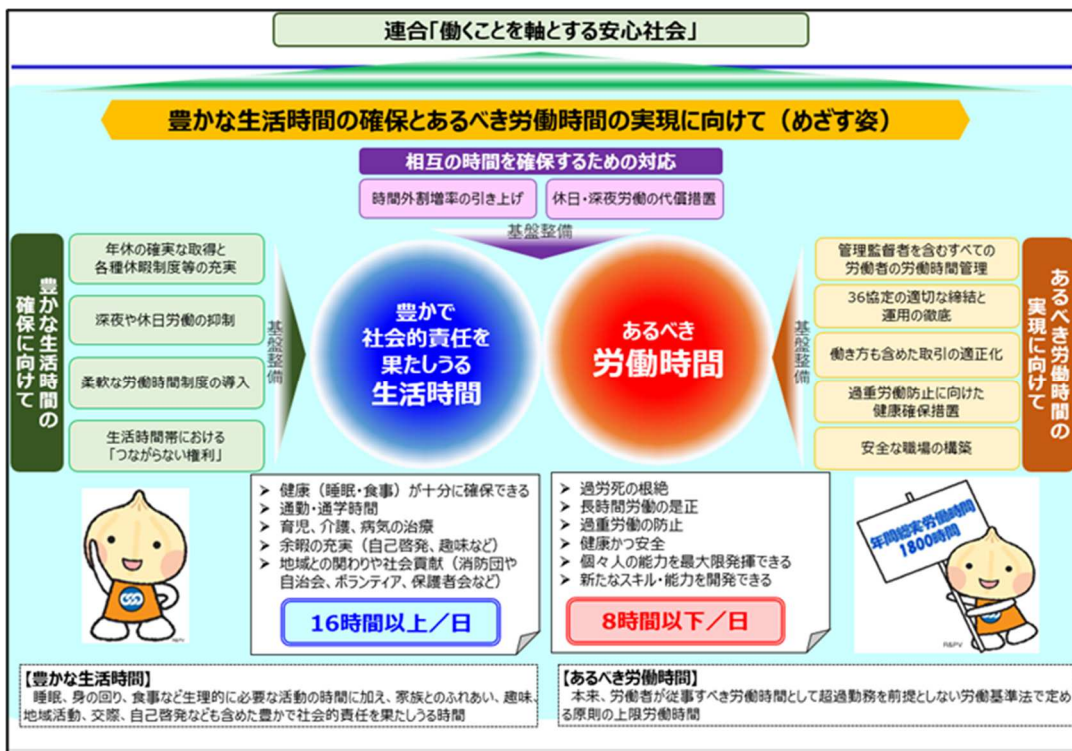 連合「働くことを軸とする安心社会」
豊かな生活時間の確保とあるべき労働時間の実現に向けて（めざす姿）
相互の時間を確保するための対応
時間外割増率の引き上げ
休日・深夜労働の代償措置
基盤整備
豊かな生活時間の
確保に向けて
年休の確実な取得と
各種休暇制度等の充実
深夜や休日労働の抑制
柔軟な労働時間制度の導入
生活時間帯における
「つながらない権利」
基盤整備
豊かで
社会的責任を
果たしうる
生活時間
あるべき
労働時間
基盤整備
管理監督者を含むすべての
労働者の労働時間管理
36協定の適切な締結と
運用の徹底
働き方も含めた取引の適正化
過重労働防止に向けた
健康確保措置
安全な職場の構築
あるべき労働時間の
実現に向けて
➤ 健康（睡眠・食事）が十分に確保できる
➤ 通勤・通学時間
➤ 育児、介護、病気の治療
➤ 余暇の充実（自己啓発、趣味など）
➤ 地域との関わりや社会貢献（消防団や
自治会、ボランティア、保護者会など）
16時間以上／日
➤ 過労死の根絶
➤ 長時間労働の是正
➤ 過重労働の防止
➤ 健康かつ安全
➤ 個々人の能力を最大限発揮できる
➤ 新たなスキル・能力を開発できる
8時間以下／日
年間総実労働時間
1800時間
R&PV
R&PV
【豊かな生活時間】
睡眠、身の回り、食事など生理的に必要な活動の時間に加え、家族とのふれあい、趣味、
地域活動、交際、自己啓発なども含めた豊かで社会的責任を果たしうる時間
【あるべき労働時間】
本来、労働者が従事すべき労働時間として超過勤務を前提としない労働基準法で定め
る原則の上限労働時間